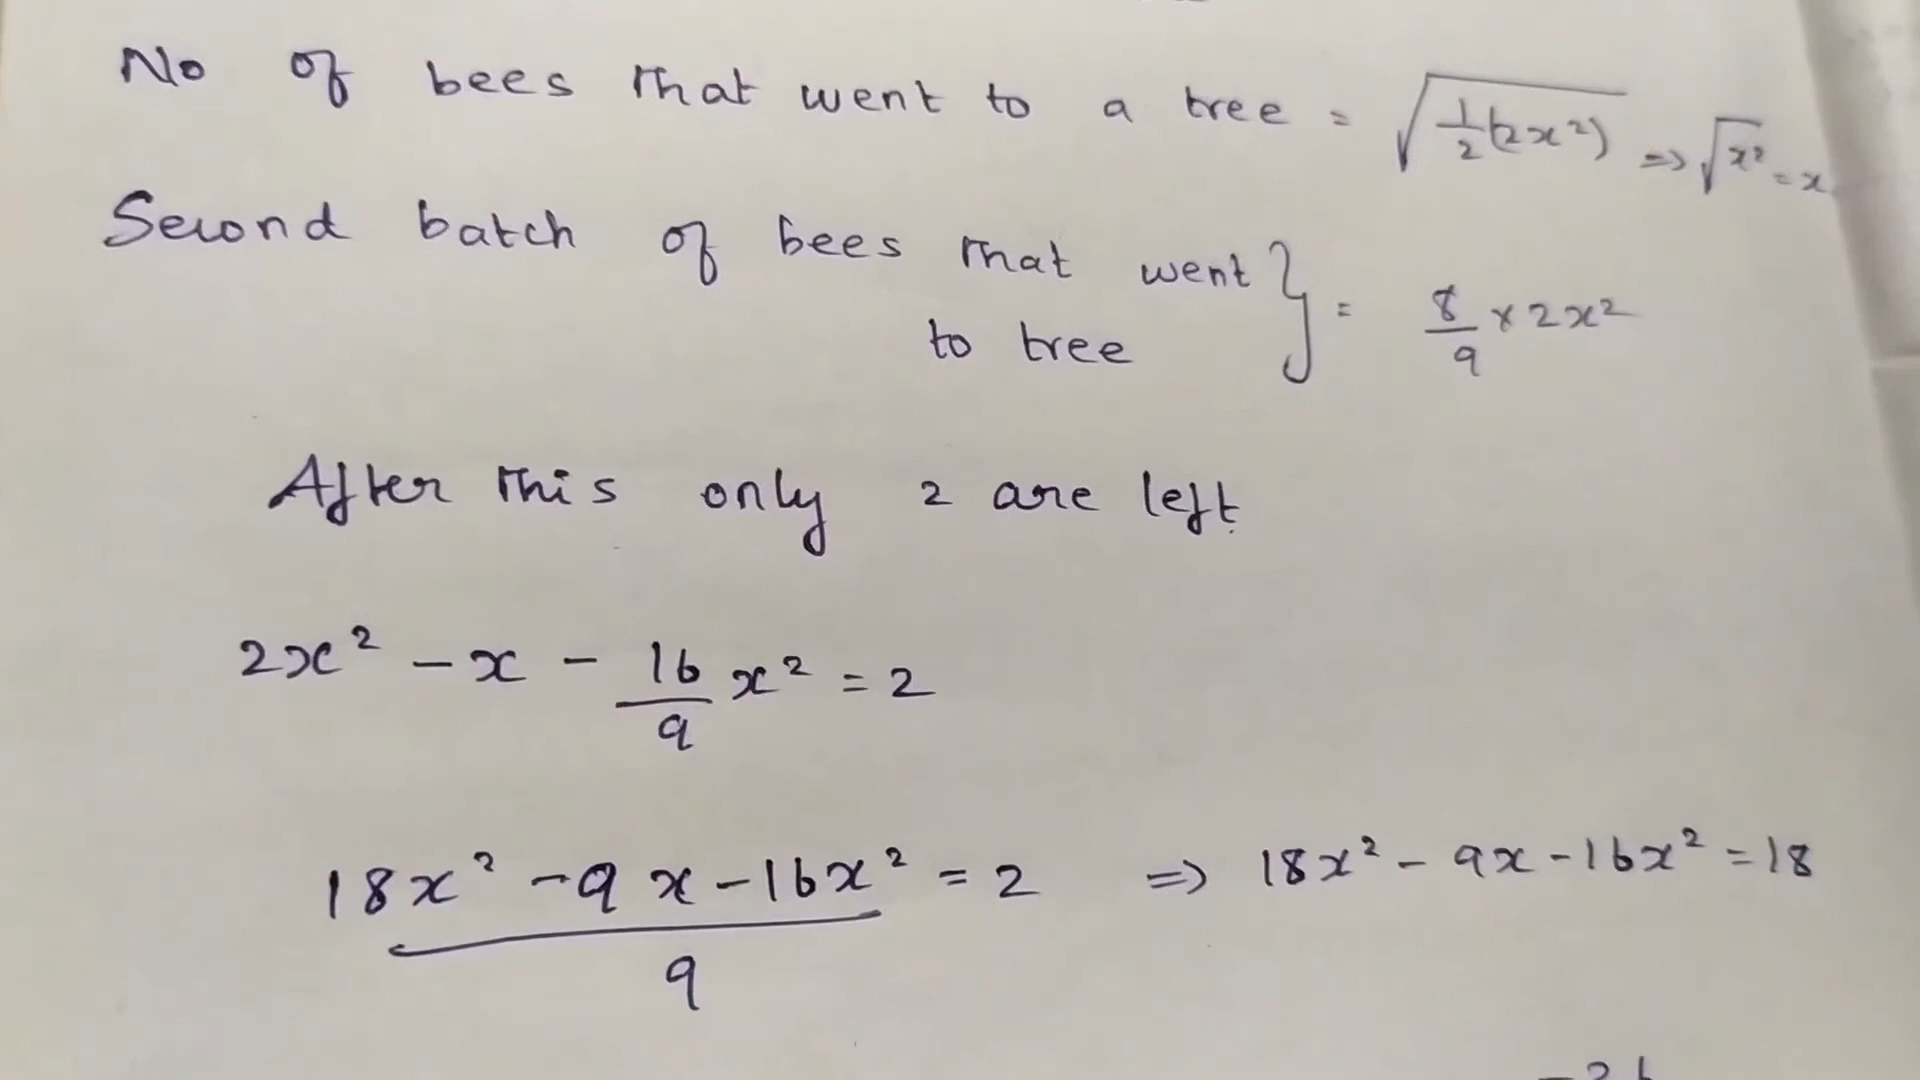 No of bees that went to a tree = √(1/2(2x²)) => √x² = x
Second batch of bees that went } = 8/9 × 2x²
to tree
After this only 2 are left.
2x² - x - 16/9 x² = 2
(18x² - 9x - 16x²)/9 = 2 => 18x² - 9x - 16x² = 18